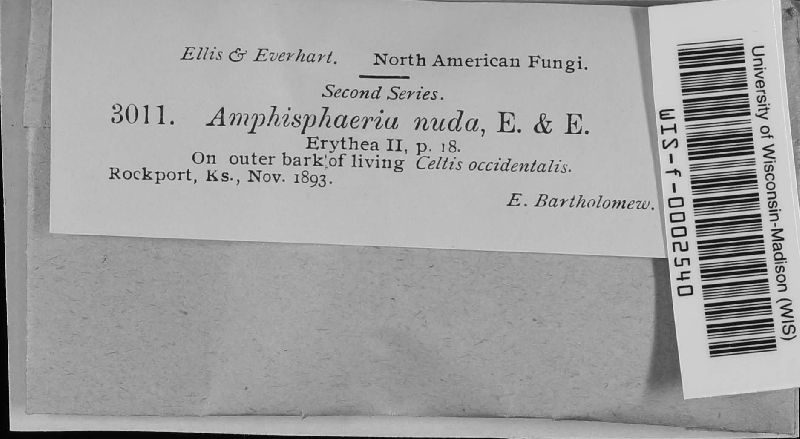 Ellis & Everhart. North American Fungi.
Second Series.
3011. Amphisphaeria nuda, E. & E.
Erythea II, p. 18.
On outer bark of living Celtis occidentalis.
Rockport, Ks., Nov. 1893.
E. Bartholomew.
University of Wisconsin-Madison (WIS)
WIS-f-0002540